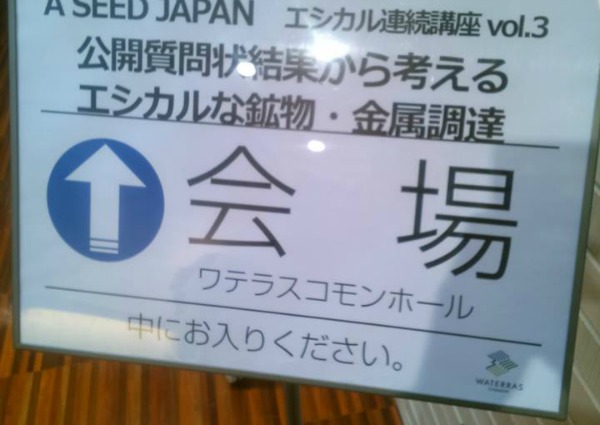 A SEED JAPAN エシカル連続講座 vol.3
公開質問状結果から考える
エシカルな鉱物・金属調達
会場
ワテラスコモンホール
中にお入りください。
WATERRAS